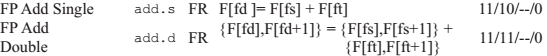 FP Add Single add.s FR F[fd ]= F[fs] + F[ft] 11/10/--/0
FP Add Double add.d FR {F[fd],F[fd+1]} = {F[fs],F[fs+1]} + {F[ft],F[ft+1]} 11/11/--/0